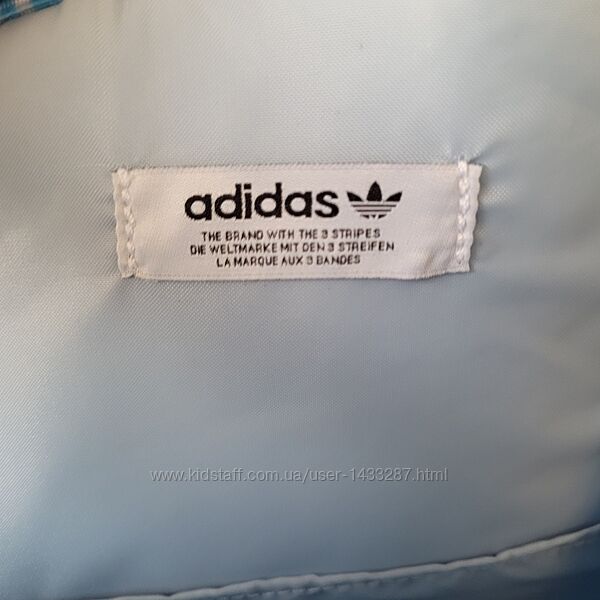 adidas
THE BRAND WITH THE 3 STRIPES
DIE WELTMARKE MIT DEN 3 STREIFEN
LA MARQUE AUX 3 BANDES
www.kidstaff.com.ua/user-1433287.html